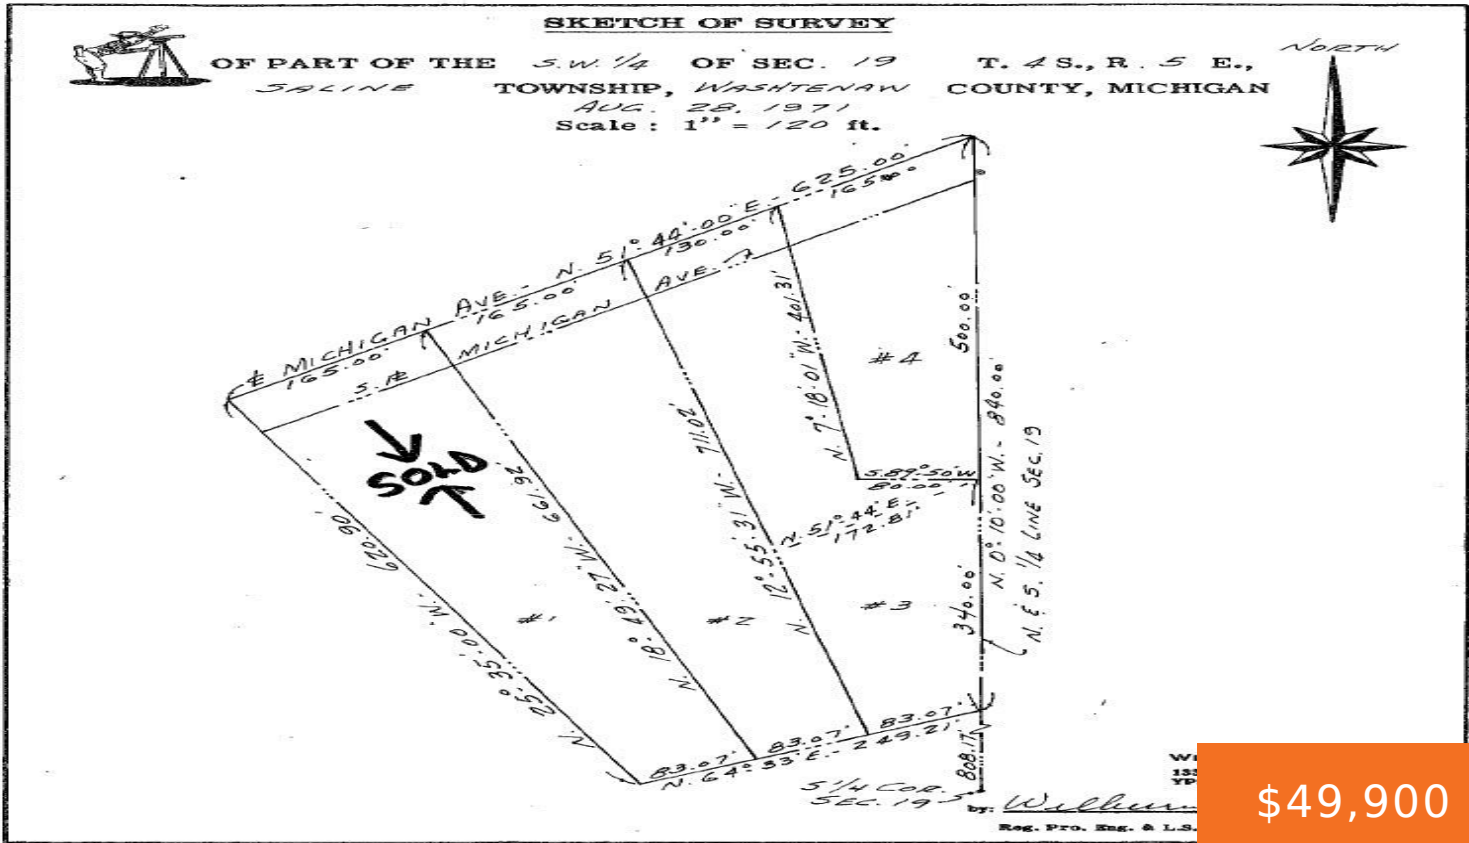 SKETCH OF SURVEY
OF PART OF THE S.W. 1/4 OF SEC. 19 T. 4 S., R. 5 E.,
SALINE TOWNSHIP, WASHTENAW COUNTY, MICHIGAN
AUG. 28, 1971
Scale : 1" = 120 ft.
NORTH
℄ MICHIGAN AVE. - N. 51° 44' 00" E. - 625.00'
165.00'
165.00'
130.00'
165.00
S. ℞ MICHIGAN AVE.
SOLD
#1
#2
#3
#4
N. 25° 35' 00" W. - 620.90'
N. 18° 49' 27" W. - 661.92'
N. 12° 55' 31" W. - 711.02'
N. 7° 18' 01" W. - 401.31'
500.00'
S. 89° 50' W
80.00'
N. 51° 44' E. -
172.81'
340.00'
N. 0° 10' 00" W. - 840.00'
N. & S. 1/4 LINE SEC. 19
83.07'
83.07'
83.07'
N. 64° 33' E. - 249.21'
808.17'
S 1/4 COR.
SEC. 19
by: Wilbur
Reg. Pro. Eng. & L.S.
$49,900